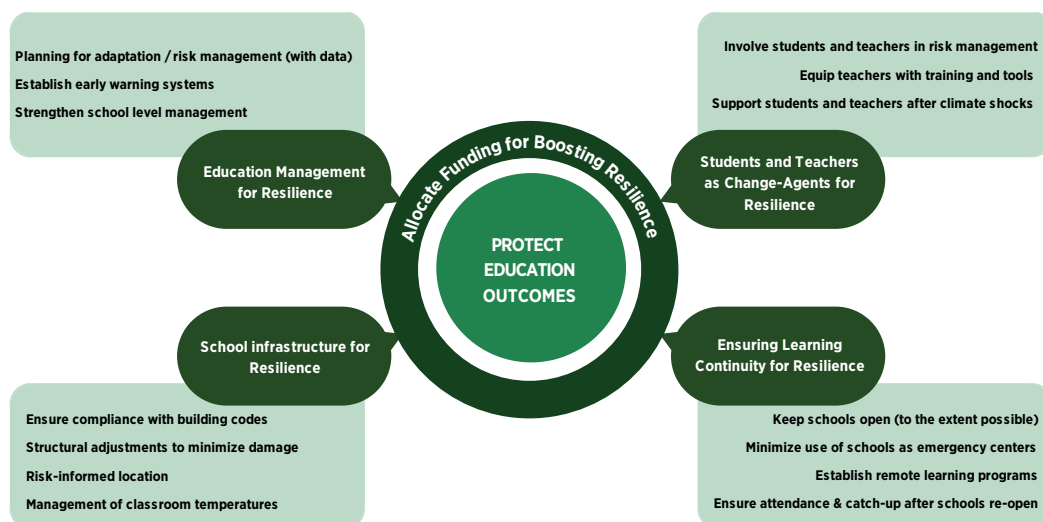 Planning for adaptation / risk management (with data)
Establish early warning systems
Strengthen school level management
Education Management
for Resilience
Involve students and teachers in risk management
Equip teachers with training and tools
Support students and teachers after climate shocks
Students and Teachers
as Change-Agents for
Resilience
Allocate Funding for Boosting Resilience
PROTECT
EDUCATION
OUTCOMES
School infrastructure for
Resilience
Ensure compliance with building codes
Structural adjustments to minimize damage
Risk-informed location
Management of classroom temperatures
Ensuring Learning
Continuity for Resilience
Keep schools open (to the extent possible)
Minimize use of schools as emergency centers
Establish remote learning programs
Ensure attendance & catch-up after schools re-open